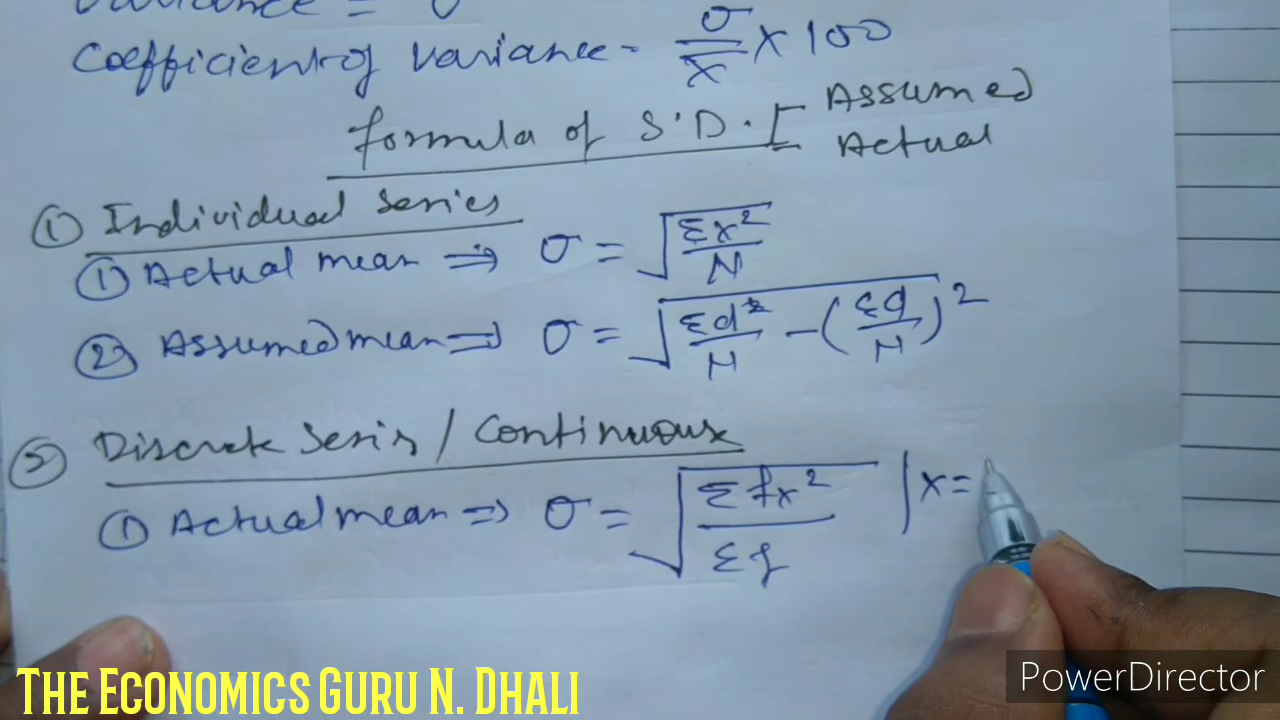 Variance = σ
Coefficient of Variance - σ/x̄ × 100
formula of S.D. [ Assumed
Actual
① Individual Series
① Actual mean ⇒ σ = √(Σx²/N)
② Assumed mean ⇒ σ = √(Σd²/N - (Σd/N)²)
② Discrete Series / Continuous
① Actual mean ⇒ σ = √(Σfx²/Σf) | x =
THE ECONOMICS GURU N. DHALI
PowerDirector